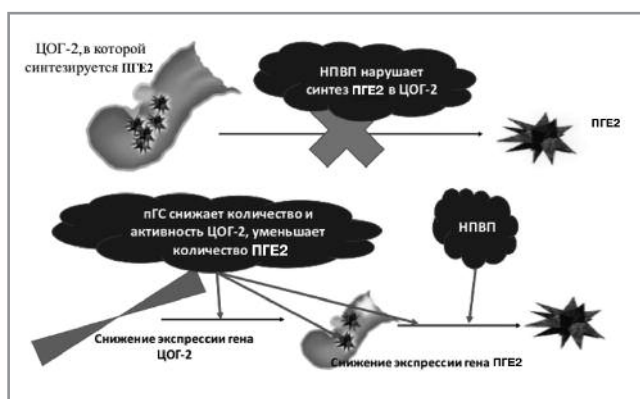 ЦОГ-2, в которой
синтезируется ПГЕ2
НПВП нарушает
синтез ПГЕ2 в ЦОГ-2
ПГЕ2
пГС снижает количество и
активность ЦОГ-2, уменьшает
количество ПГЕ2
НПВП
Снижение экспрессии гена
ЦОГ-2
Снижение экспрессии гена ПГЕ2